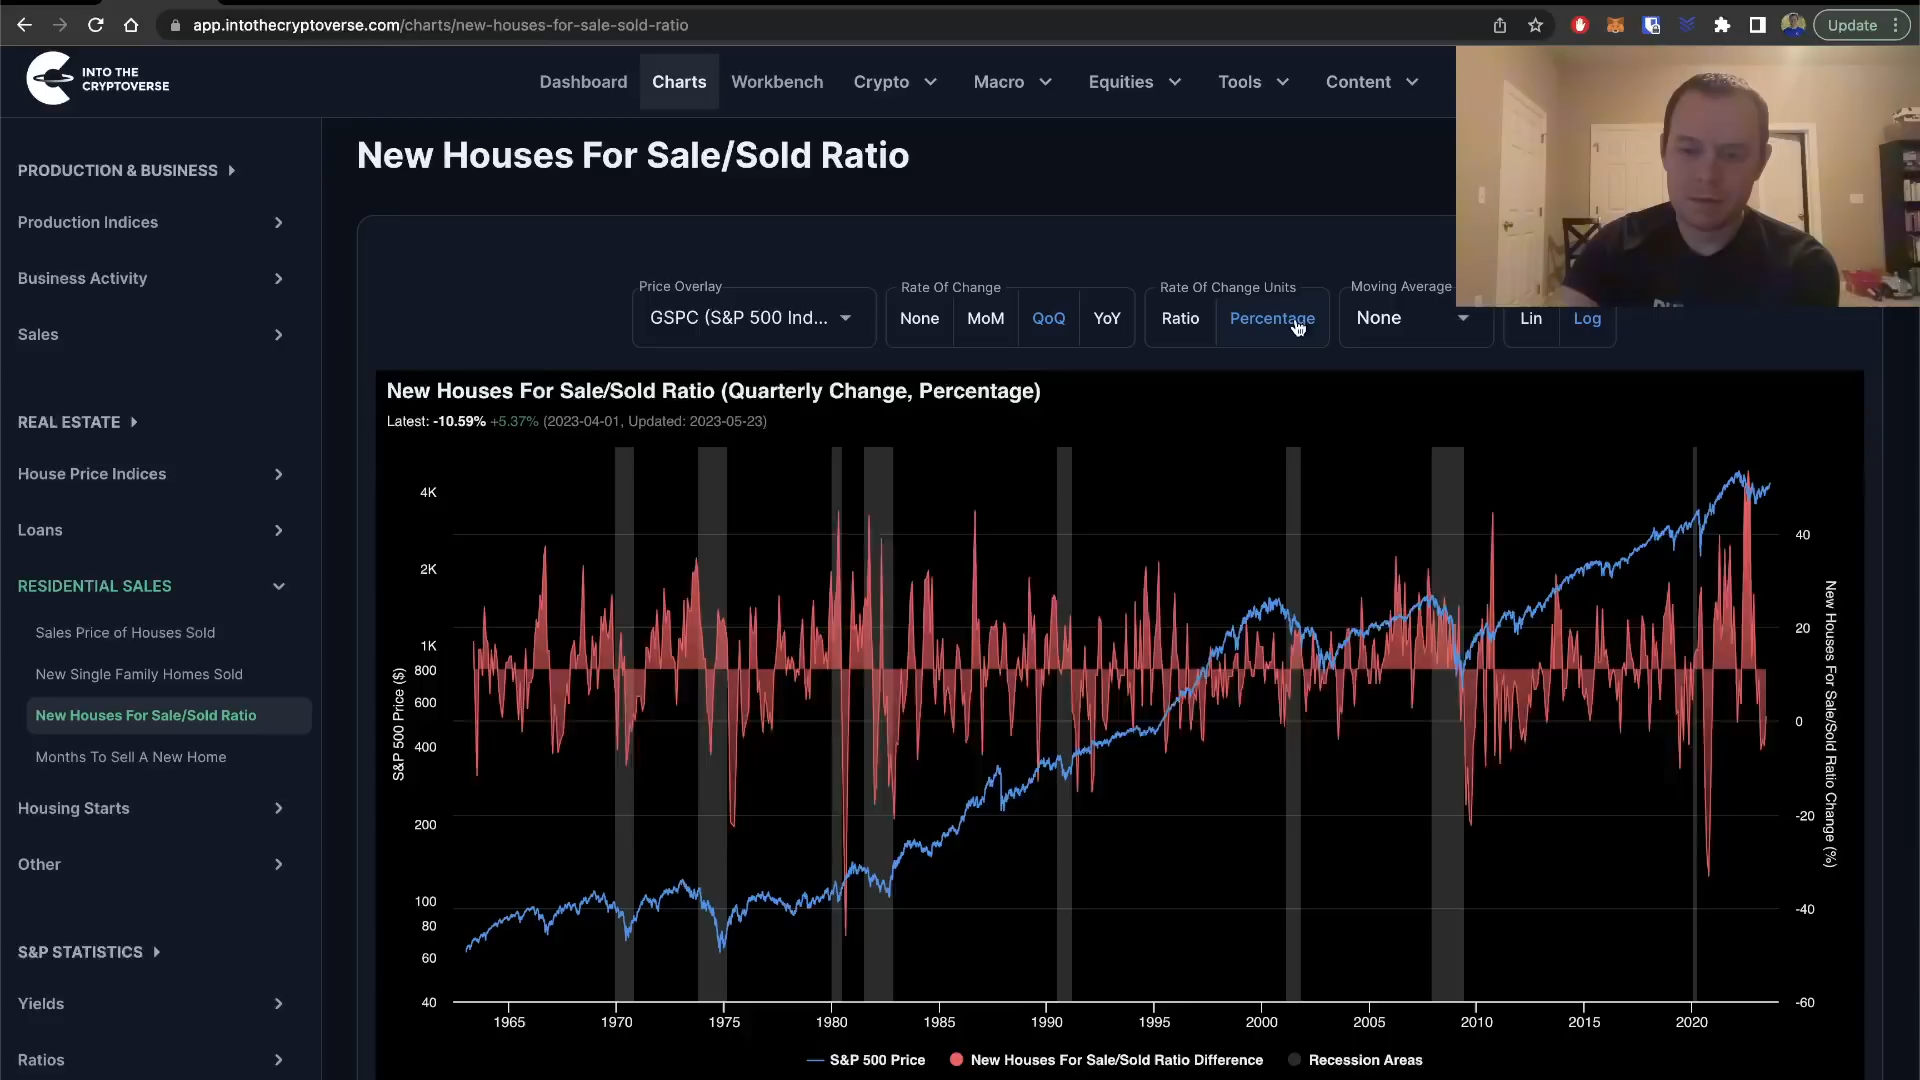 app.intothecryptoverse.com/charts/new-houses-for-sale-sold-ratio
Update
INTO THE
CRYPTOVERSE
Dashboard
Charts
Workbench
Crypto
Macro
Equities
Tools
Content
PRODUCTION & BUSINESS
Production Indices
Business Activity
Sales
REAL ESTATE
House Price Indices
Loans
RESIDENTIAL SALES
Sales Price of Houses Sold
New Single Family Homes Sold
New Houses For Sale/Sold Ratio
Months To Sell A New Home
Housing Starts
Other
S&P STATISTICS
Yields
Ratios
New Houses For Sale/Sold Ratio
Price Overlay
GSPC (S&P 500 Ind...
Rate Of Change
None
MoM
QoQ
YoY
Rate Of Change Units
Ratio
Percentage
Moving Average
None
Lin
Log
New Houses For Sale/Sold Ratio (Quarterly Change, Percentage)
Latest: -10.59% +5.37% (2023-04-01, Updated: 2023-05-23)
S&P 500 Price ($)
4K
2K
1K
800
600
400
200
100
80
60
40
40
20
0
-20
-40
-60
New Houses For Sale/Sold Ratio Change (%)
1965
1970
1975
1980
1985
1990
1995
2000
2005
2010
2015
2020
S&P 500 Price
New Houses For Sale/Sold Ratio Difference
Recession Areas